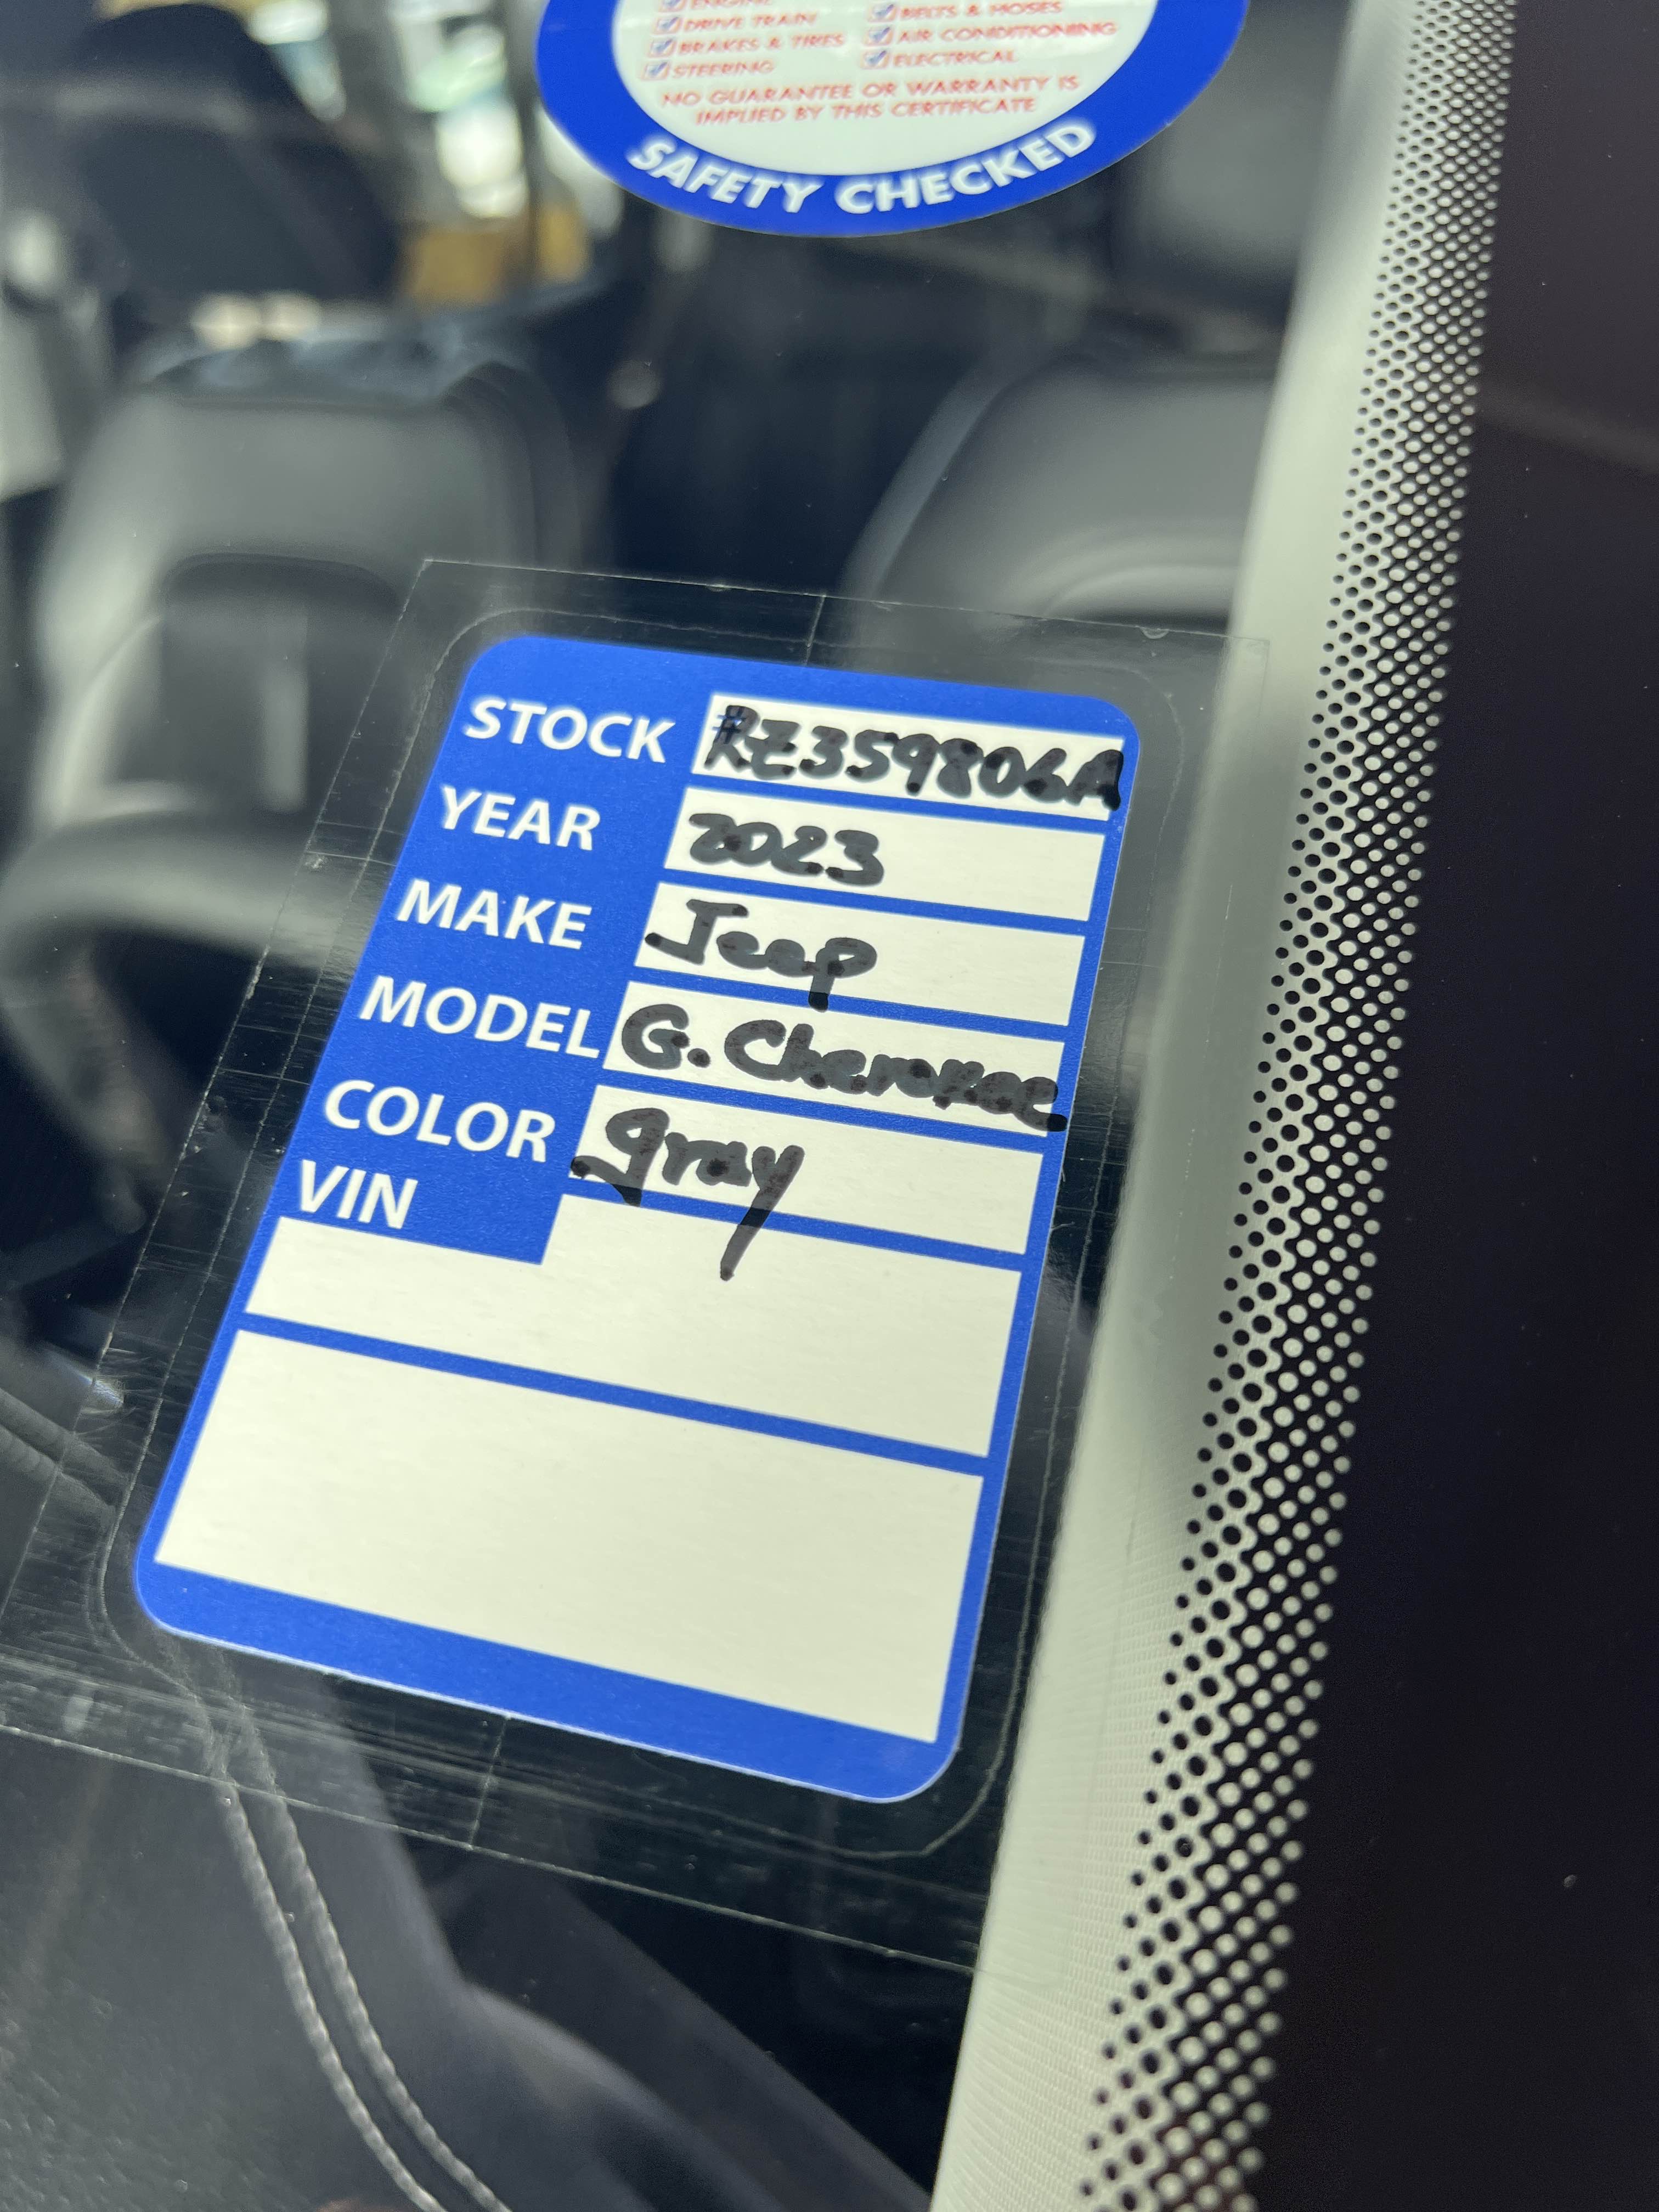 ENGINE
DRIVE TRAIN
BRAKES & TIRES
STEERING
BELTS & HOSES
AIR CONDITIONING
ELECTRICAL
NO GUARANTEE OR WARRANTY IS
IMPLIED BY THIS CERTIFICATE
SAFETY CHECKED
STOCK #RZ359806A
YEAR 2023
MAKE Jeep
MODEL G. Cherokee
COLOR gray
VIN